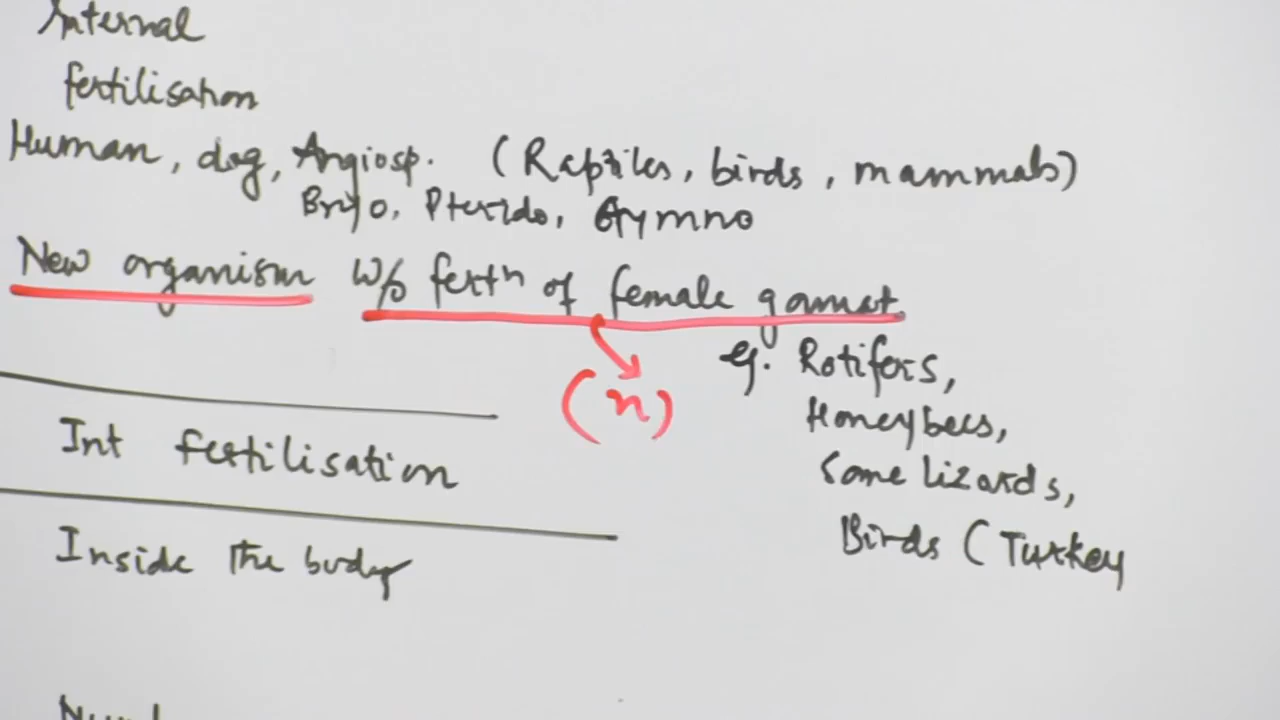 Internal
fertilisation
Human, dog, Angiosp. (Reptiles, birds, mammals)
Bryo, Pterido, Gymno
New organism w/o fertn of female gamet
(n)
eg. Rotifers,
Honeybees,
Some lizards,
Birds (Turkey
Int fertilisation
Inside the body